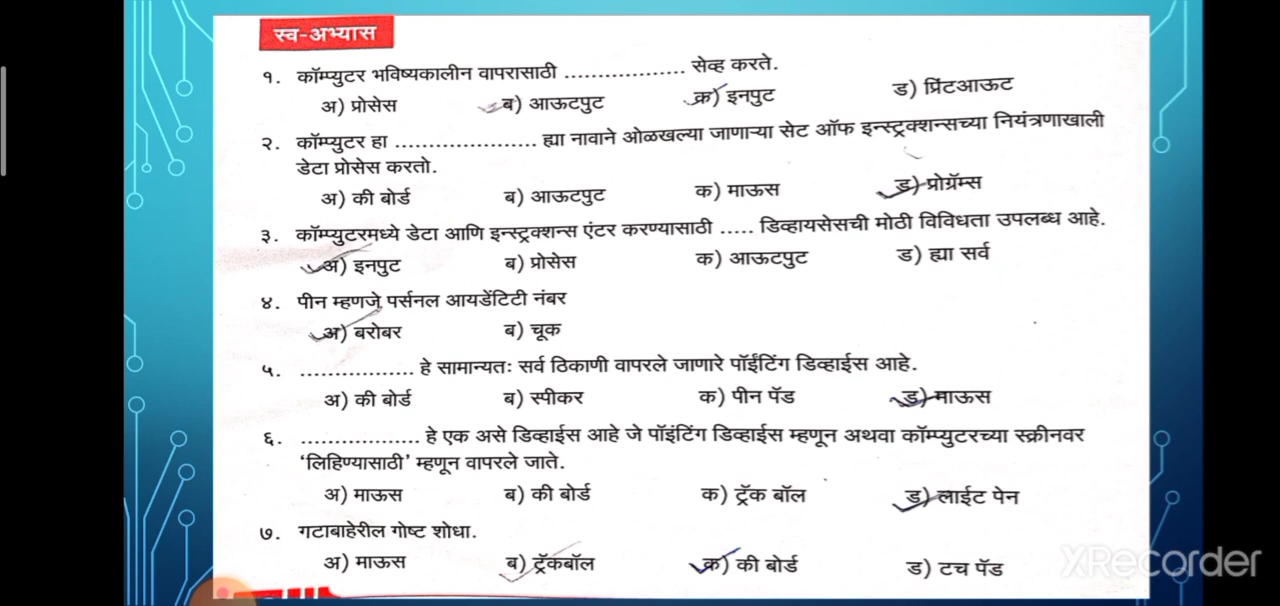 स्व-अभ्यास
१. कॉम्प्युटर भविष्यकालीन वापरासाठी .................. सेव्ह करते.
अ) प्रोसेस ब) आऊटपुट क) इनपुट ड) प्रिंटआऊट
२. कॉम्प्युटर हा ..................... ह्या नावाने ओळखल्या जाणाऱ्या सेट ऑफ इन्स्ट्रक्शन्सच्या नियंत्रणाखाली
डेटा प्रोसेस करतो.
अ) की बोर्ड ब) आऊटपुट क) माऊस ड) प्रोग्रॅम्स
३. कॉम्प्युटरमध्ये डेटा आणि इन्स्ट्रक्शन्स एंटर करण्यासाठी ..... डिव्हायसेसची मोठी विविधता उपलब्ध आहे.
अ) इनपुट ब) प्रोसेस क) आऊटपुट ड) ह्या सर्व
४. पीन म्हणजे पर्सनल आयडेंटिटी नंबर
अ) बरोबर ब) चूक
५. ................. हे सामान्यतः सर्व ठिकाणी वापरले जाणारे पॉईंटिंग डिव्हाईस आहे.
अ) की बोर्ड ब) स्पीकर क) पीन पॅड ड) माऊस
६. .................. हे एक असे डिव्हाईस आहे जे पॉइंटिंग डिव्हाईस म्हणून अथवा कॉम्प्युटरच्या स्क्रीनवर
‘लिहिण्यासाठी’ म्हणून वापरले जाते.
अ) माऊस ब) की बोर्ड क) ट्रॅक बॉल ड) लाईट पेन
७. गटाबाहेरील गोष्ट शोधा.
अ) माऊस ब) ट्रॅकबॉल क) की बोर्ड ड) टच पॅड
XRecorder